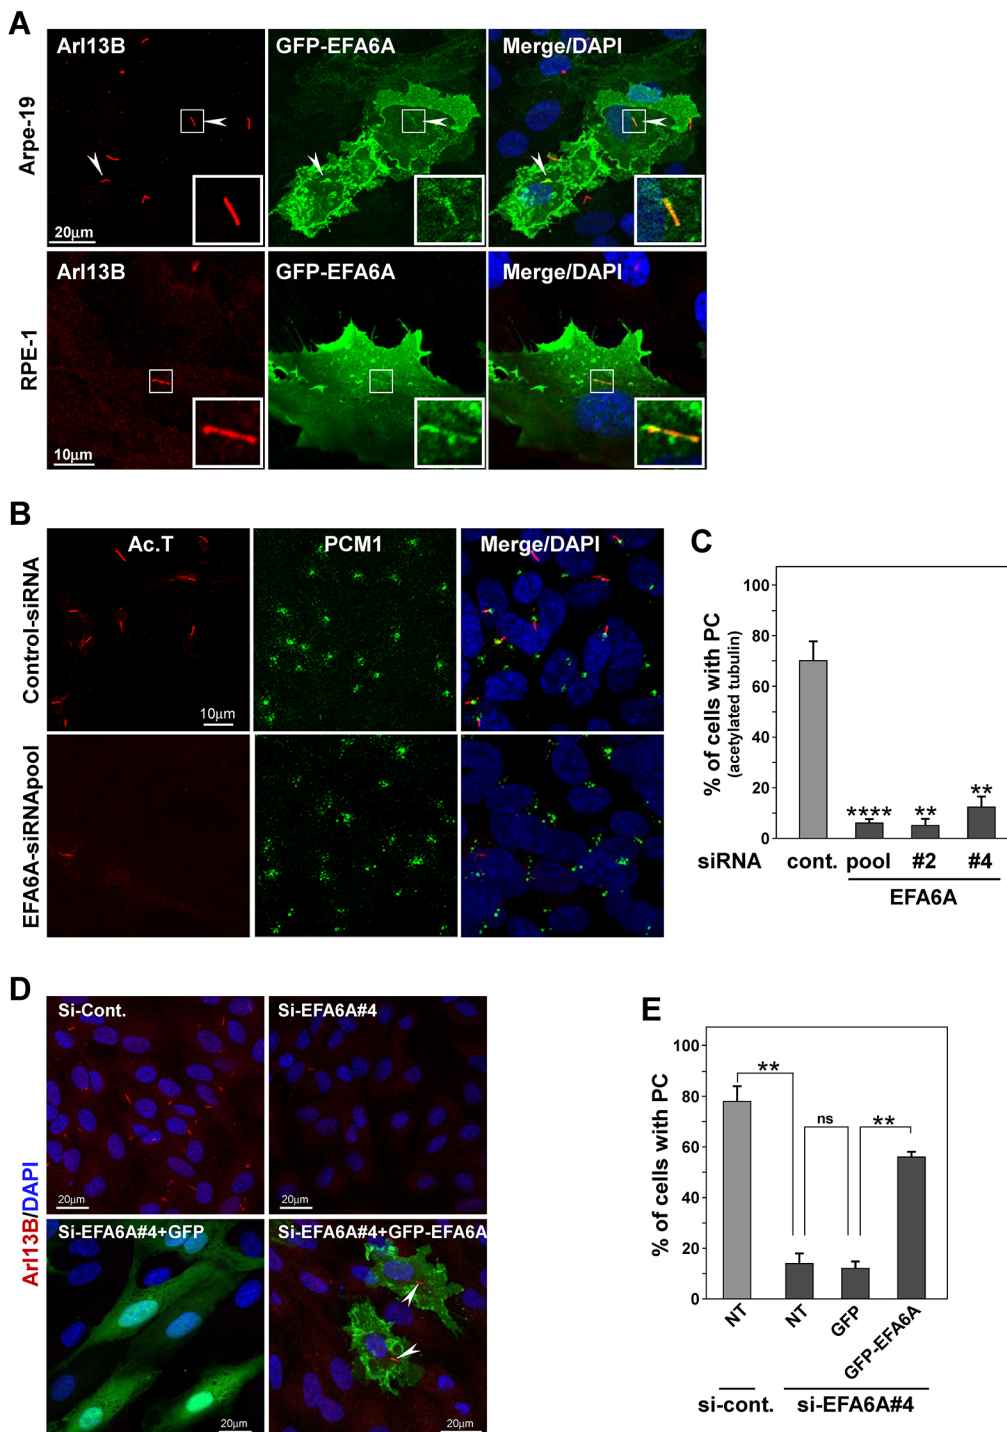 A
Arl13B
GFP-EFA6A
Merge/DAPI
Arpe-19
20µm
Arl13B
GFP-EFA6A
Merge/DAPI
RPE-1
10µm
B
Ac.T
PCM1
Merge/DAPI
Control-siRNA
10µm
EFA6A-siRNApool
C
% of cells with PC
(acetylated tubulin)
100
80
60
40
20
0
****
**
**
siRNA cont. pool #2 #4
EFA6A
D
Si-Cont.
Si-EFA6A#4
20µm
20µm
Arl13B/DAPI
Si-EFA6A#4+GFP
Si-EFA6A#4+GFP-EFA6A
20µm
20µm
E
% of cells with PC
100
80
60
40
20
0
**
ns
**
NT
NT
GFP
GFP-EFA6A
si-cont. si-EFA6A#4